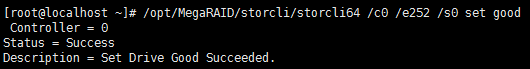 [root@localhost ~]# /opt/MegaRAID/storcli/storcli64 /c0 /e252 /s0 set good
 Controller = 0
Status = Success
Description = Set Drive Good Succeeded.